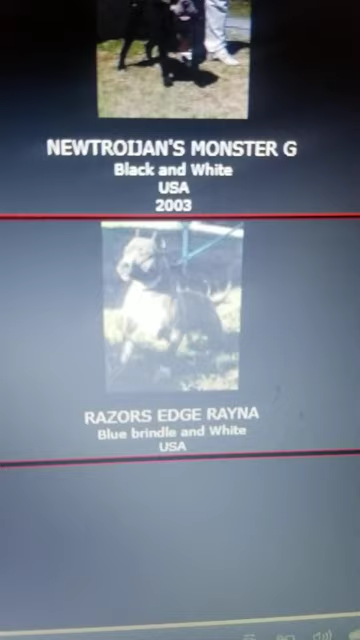 NEWTROIJAN'S MONSTER G
Black and White
USA
2003
RAZORS EDGE RAYNA
Blue brindle and White
USA